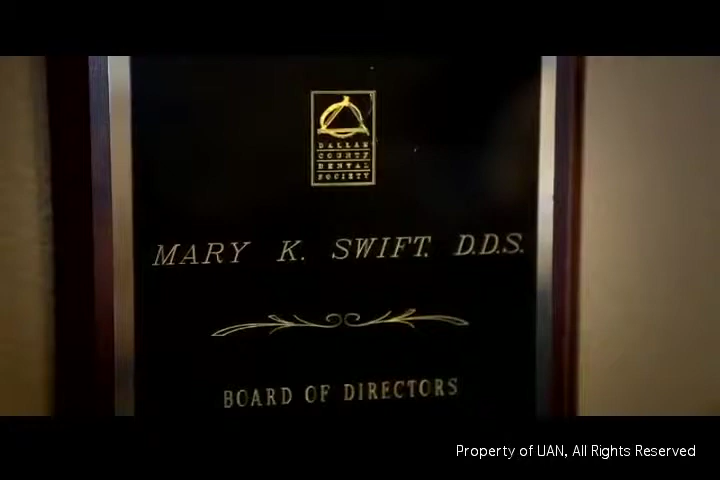 DALLAS
COUNTY
DENTAL
SOCIETY
MARY K. SWIFT, D.D.S.
BOARD OF DIRECTORS
Property of UAN, All Rights Reserved